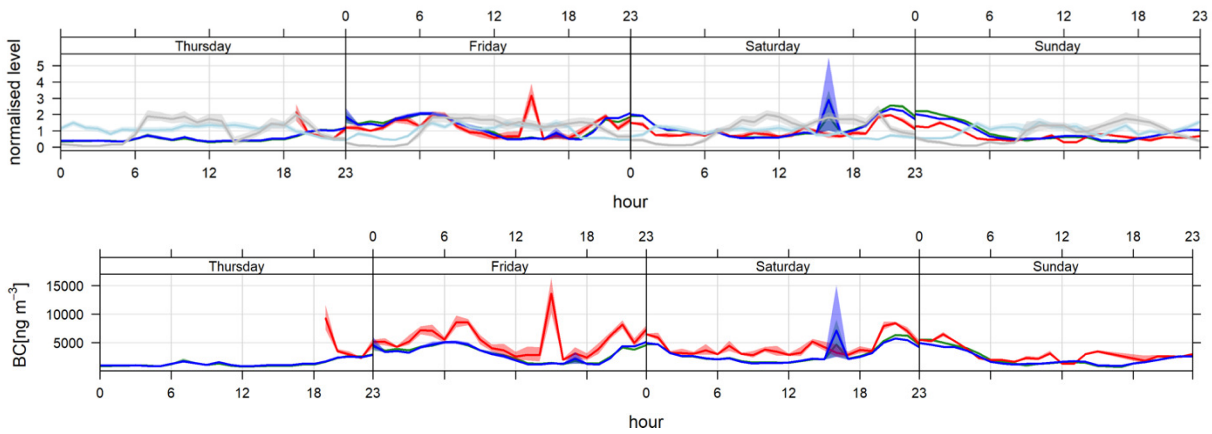 0 6 12 18 23 0 6 12 18 23
Thursday Friday Saturday Sunday
normalised level
5
4
3
2
1
0
0 6 12 18 23 0 6 12 18 23
hour
0 6 12 18 23 0 6 12 18 23
Thursday Friday Saturday Sunday
BC[ng m⁻³]
15000
10000
5000
0 6 12 18 23 0 6 12 18 23
hour